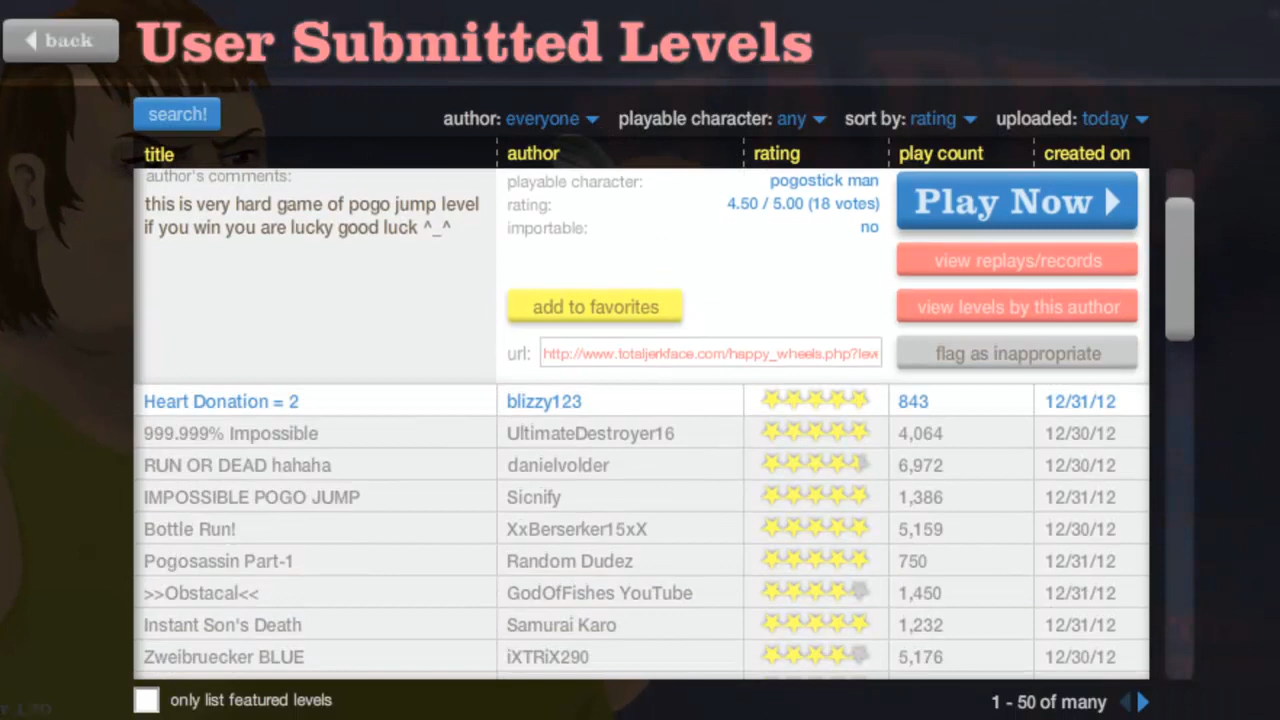 back
User Submitted Levels
search!
author: everyone
playable character: any
sort by: rating
uploaded: today
title
author
rating
play count
created on
author's comments:
this is very hard game of pogo jump level
if you win you are lucky good luck ^_^
playable character: pogostick man
rating: 4.50 / 5.00 (18 votes)
importable: no
add to favorites
url: http://www.totaljerkface.com/happy_wheels.php?lev
Play Now
view replays/records
view levels by this author
flag as inappropriate
Heart Donation = 2 blizzy123 843 12/31/12
999.999% Impossible UltimateDestroyer16 4,064 12/30/12
RUN OR DEAD hahaha danielvolder 6,972 12/30/12
IMPOSSIBLE POGO JUMP Sicnify 1,386 12/31/12
Bottle Run! XxBerserker15xX 5,159 12/30/12
Pogosassin Part-1 Random Dudez 750 12/31/12
>>Obstacal<< GodOfFishes YouTube 1,450 12/31/12
Instant Son's Death Samurai Karo 1,232 12/31/12
Zweibruecker BLUE iXTRiX290 5,176 12/30/12
only list featured levels
1 - 50 of many